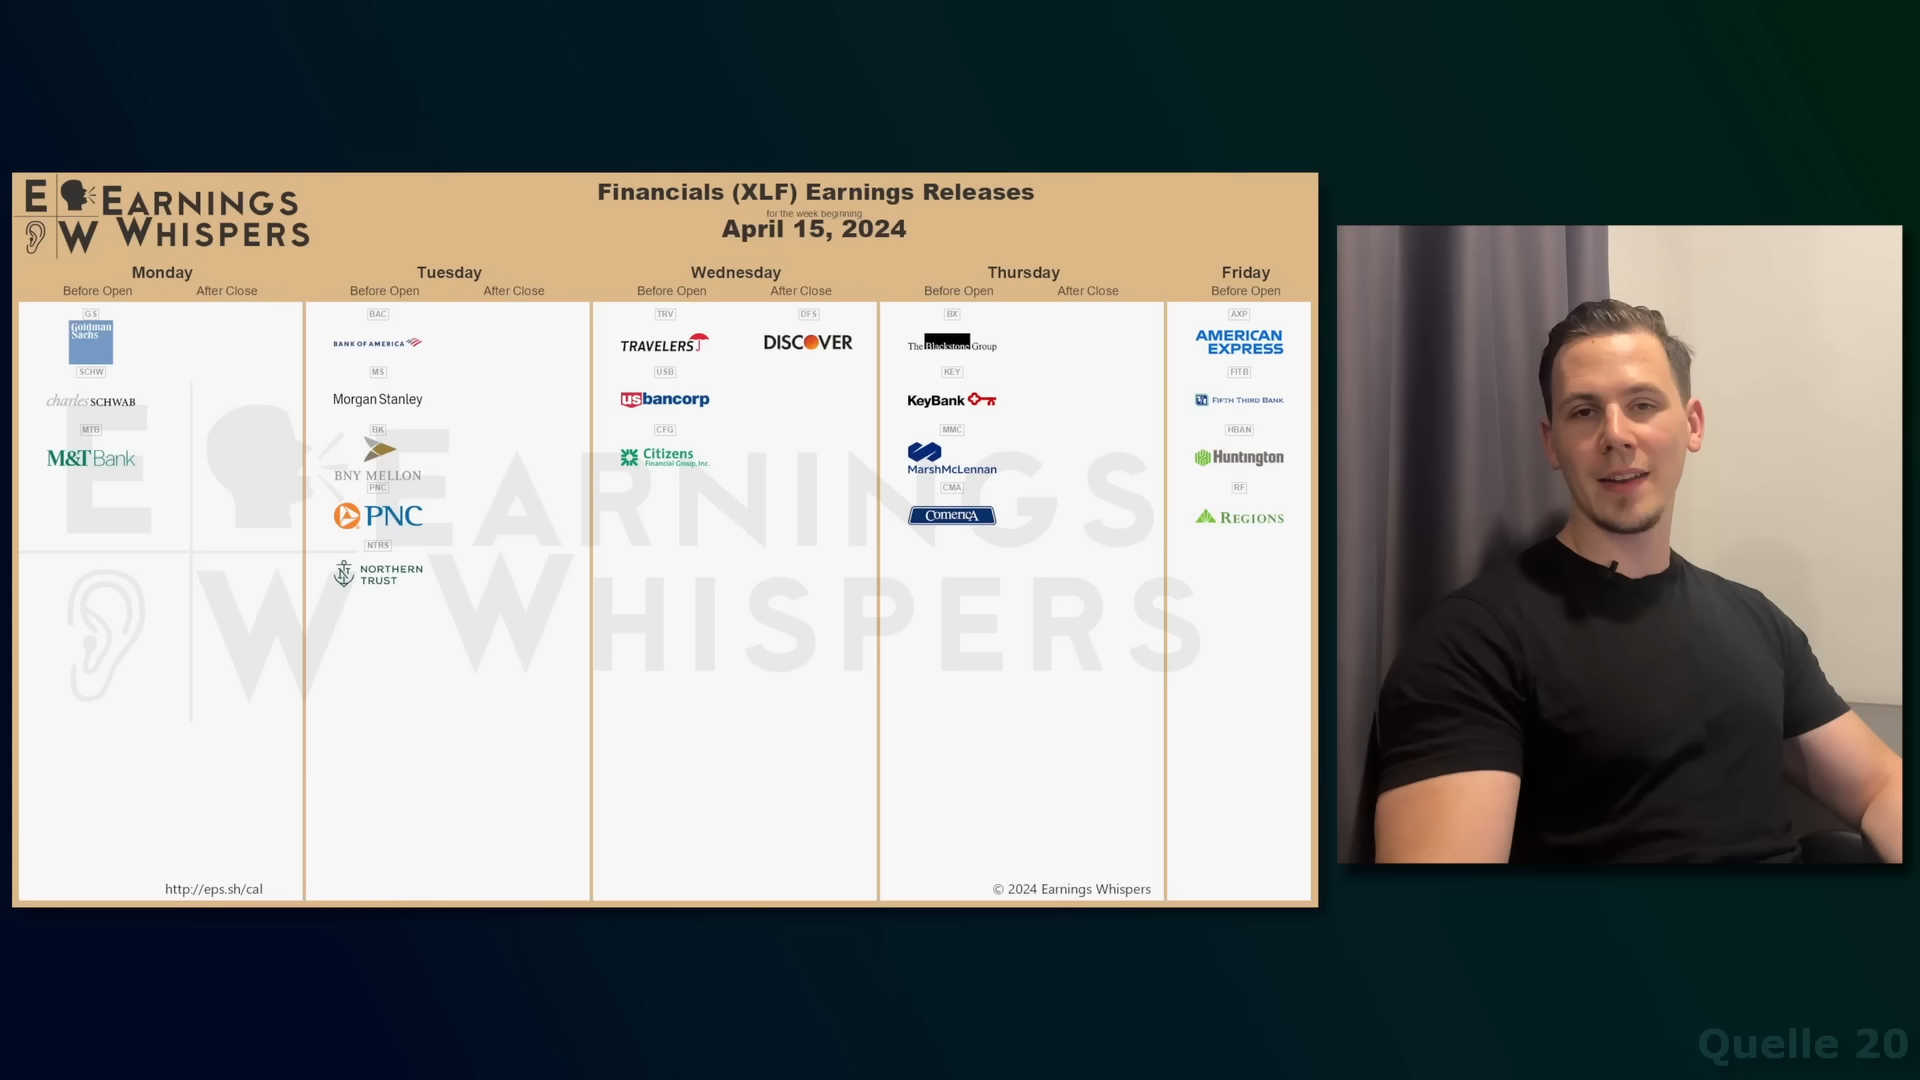 E EARNINGS
W WHISPERS
Financials (XLF) Earnings Releases
for the week beginning
April 15, 2024
Monday
Before Open After Close
Tuesday
Before Open After Close
Wednesday
Before Open After Close
Thursday
Before Open After Close
Friday
Before Open
GS
Goldman
Sachs
SCHW
charles SCHWAB
MTB
M&T Bank
BAC
BANK OF AMERICA
MS
Morgan Stanley
BK
BNY MELLON
PNC
PNC
NTRS
NORTHERN
TRUST
TRV
TRAVELERS
USB
usbancorp
CFG
Citizens
Financial Group, Inc.
DFS
DISCOVER
BX
The Blackstone Group
KEY
KeyBank
MMC
MarshMcLennan
CMA
Comerica
AXP
AMERICAN
EXPRESS
FITB
FIFTH THIRD BANK
HBAN
Huntington
RF
REGIONS
E EARNINGS
W WHISPERS
http://eps.sh/cal
© 2024 Earnings Whispers
Quelle 20